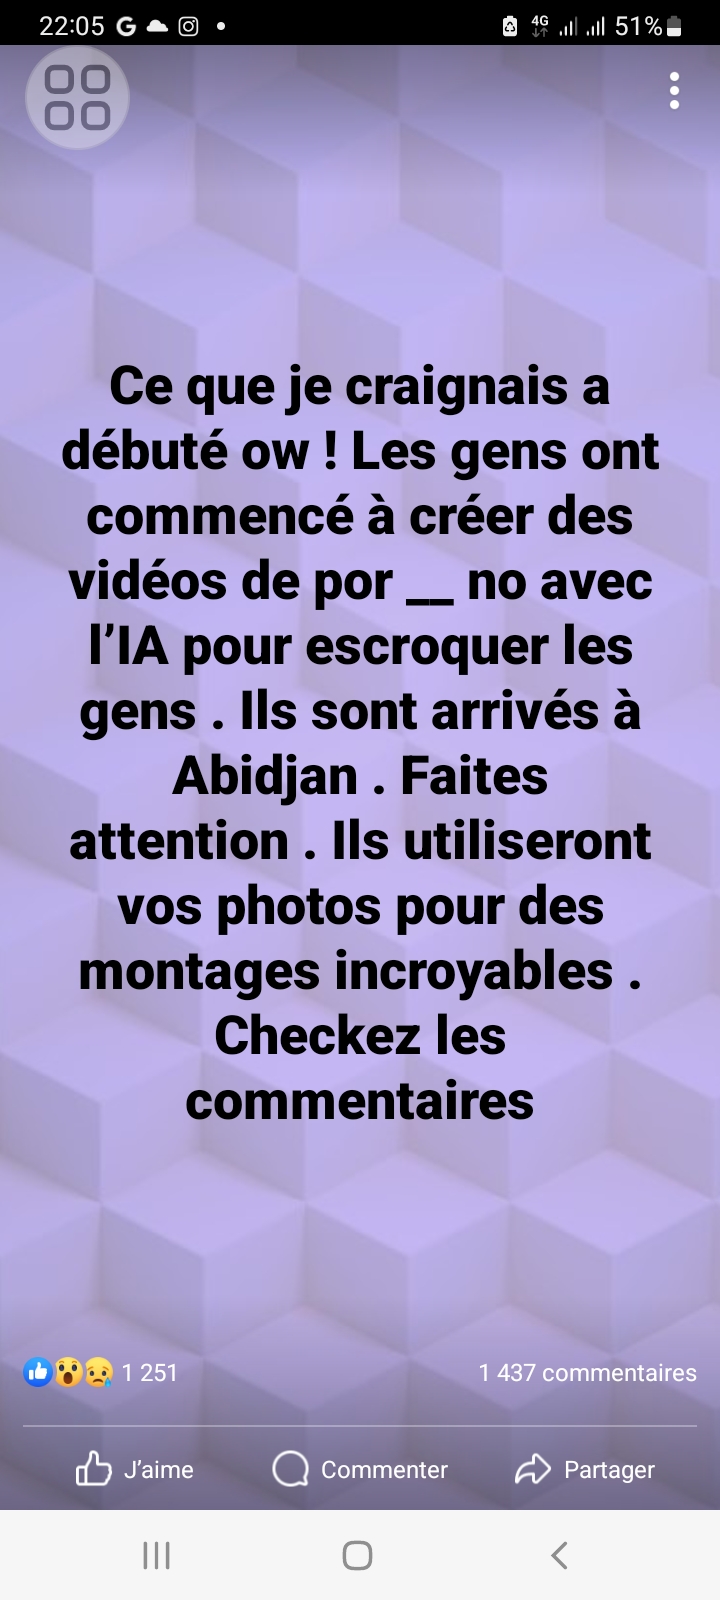 22:05
4G
51%
Ce que je craignais a
débuté ow ! Les gens ont
commencé à créer des
vidéos de por __ no avec
l’IA pour escroquer les
gens . Ils sont arrivés à
Abidjan . Faites
attention . Ils utiliseront
vos photos pour des
montages incroyables .
Checkez les
commentaires
1 251
1 437 commentaires
J’aime
Commenter
Partager